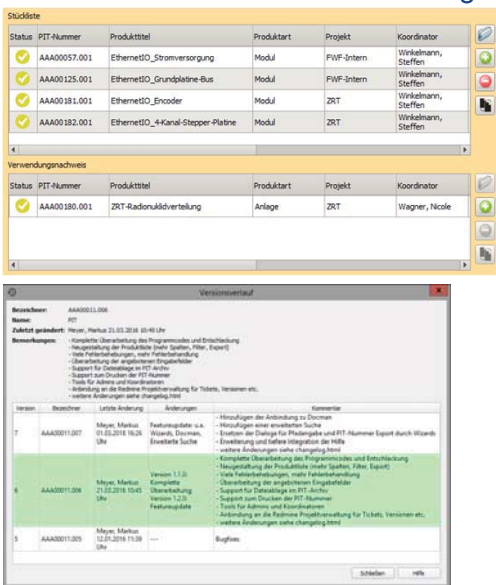 Stückliste
Status PIT-Nummer Produkttitel Produktart Projekt Koordinator
AAA00057.001 EthernetIO_Stromversorgung Modul FWF-Intern Winkelmann, Steffen
AAA00125.001 EthernetIO_Grundplatine-Bus Modul FWF-Intern Winkelmann, Steffen
AAA00181.001 EthernetIO_Encoder Modul ZRT Winkelmann, Steffen
AAA00182.001 EthernetIO_4-Kanal-Stepper-Platine Modul ZRT Winkelmann, Steffen
Verwendungsnachweis
Status PIT-Nummer Produkttitel Produktart Projekt Koordinator
AAA00180.001 ZRT-Radionuklidverteilung Anlage ZRT Wagner, Nicole
Versionsverlauf
Bezeichner: AAA00011.006
Name: PIT
Zuletzt geändert: Meyer, Markus 21.03.2016 10:45 Uhr
Bemerkungen: - Komplette Überarbeitung des Programmcodes und Entschlackung
- Neugestaltung der Produktliste (mehr Spalten, Filter, Export)
- Viele Fehlerbehebungen, mehr Fehlerbehandlung
- Überarbeitung der angebotenen Eingabefelder
- Support für Dateiablage im PIT-Archiv
- Support zum Drucken der PIT-Nummer
- Tools für Admins und Koordinatoren
- Anbindung an die Redmine Projektverwaltung für Tickets, Versionen etc.
- weitere Änderungen siehe changelog.html
Version Bezeichner Letzte Änderung Änderungen Kommentar
- Hinzufügen der Anbindung zu Docman
- Hinzufügen einer erweiterten Suche
7 AAA00011.007 Meyer, Markus 21.03.2018 16:26 Uhr Featureupdate: u.a. Wizards, Docman, Erweiterte Suche
- Ersetzen der Dialoge für Pfadangabe und PIT-Nummer Export durch Wizards
- Erweiterung und tiefere Integration der Hilfe
- weitere Änderungen siehe changelog.html
- Komplette Überarbeitung des Programmcodes und Entschlackung
- Neugestaltung der Produktliste (mehr Spalten, Filter, Export)
- Viele Fehlerbehebungen, mehr Fehlerbehandlung
6 AAA00011.006 Meyer, Markus 21.03.2016 10:45 Uhr Version 1.1.0: Komplette Überarbeitung Version 1.2.0: Featureupdate
- Überarbeitung der angebotenen Eingabefelder
- Support für Dateiablage im PIT-Archiv
- Support zum Drucken der PIT-Nummer
- Tools für Admins und Koordinatoren
- Anbindung an die Redmine Projektverwaltung für Tickets, Versionen etc.
- weitere Änderungen siehe changelog.html
5 AAA00011.005 Meyer, Markus 12.01.2016 11:39 Uhr --- Bugfixes
Schließen Hilfe